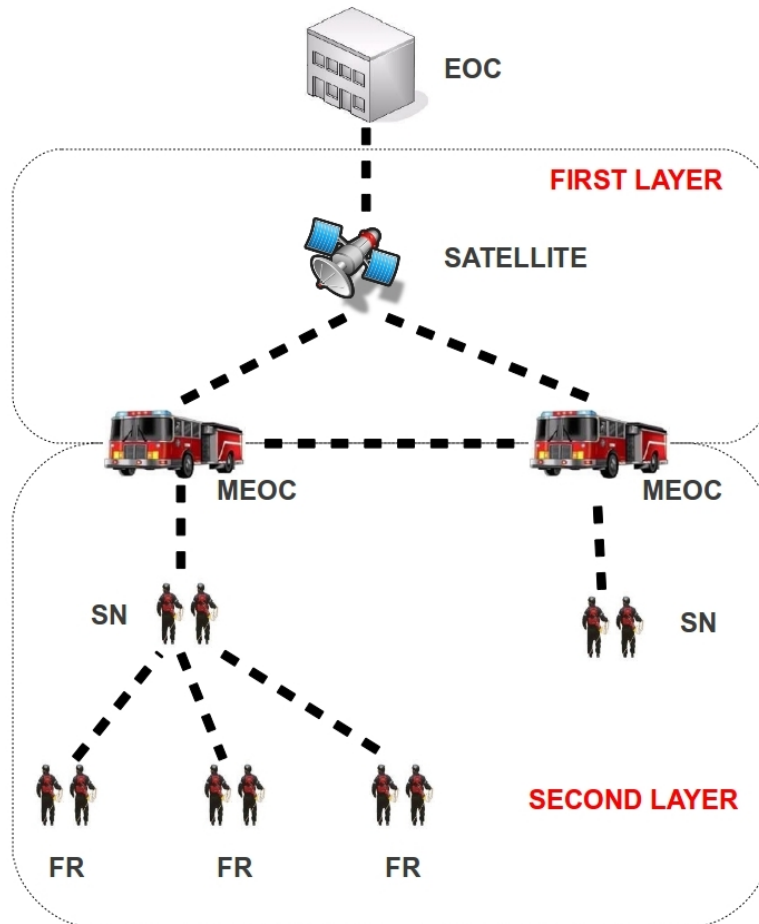 EOC
FIRST LAYER
SATELLITE
MEOC
MEOC
SN
SN
SECOND LAYER
FR
FR
FR